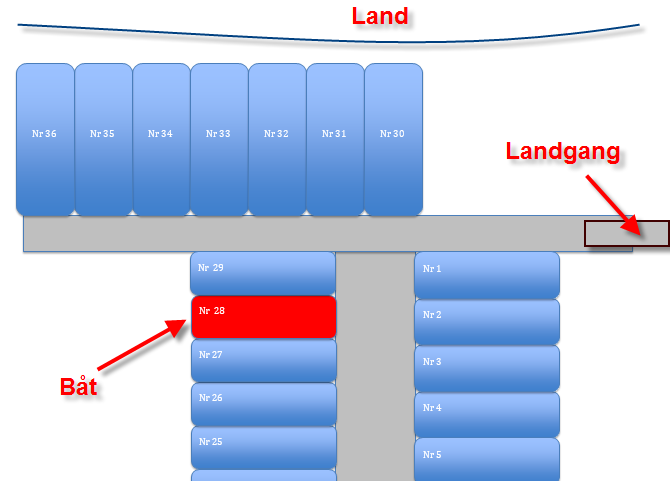 Land
Nr 36
Nr 35
Nr 34
Nr 33
Nr 32
Nr 31
Nr 30
Landgang
Nr 29
Nr 1
Nr 28
Nr 2
Nr 27
Nr 3
Båt
Nr 26
Nr 4
Nr 25
Nr 5